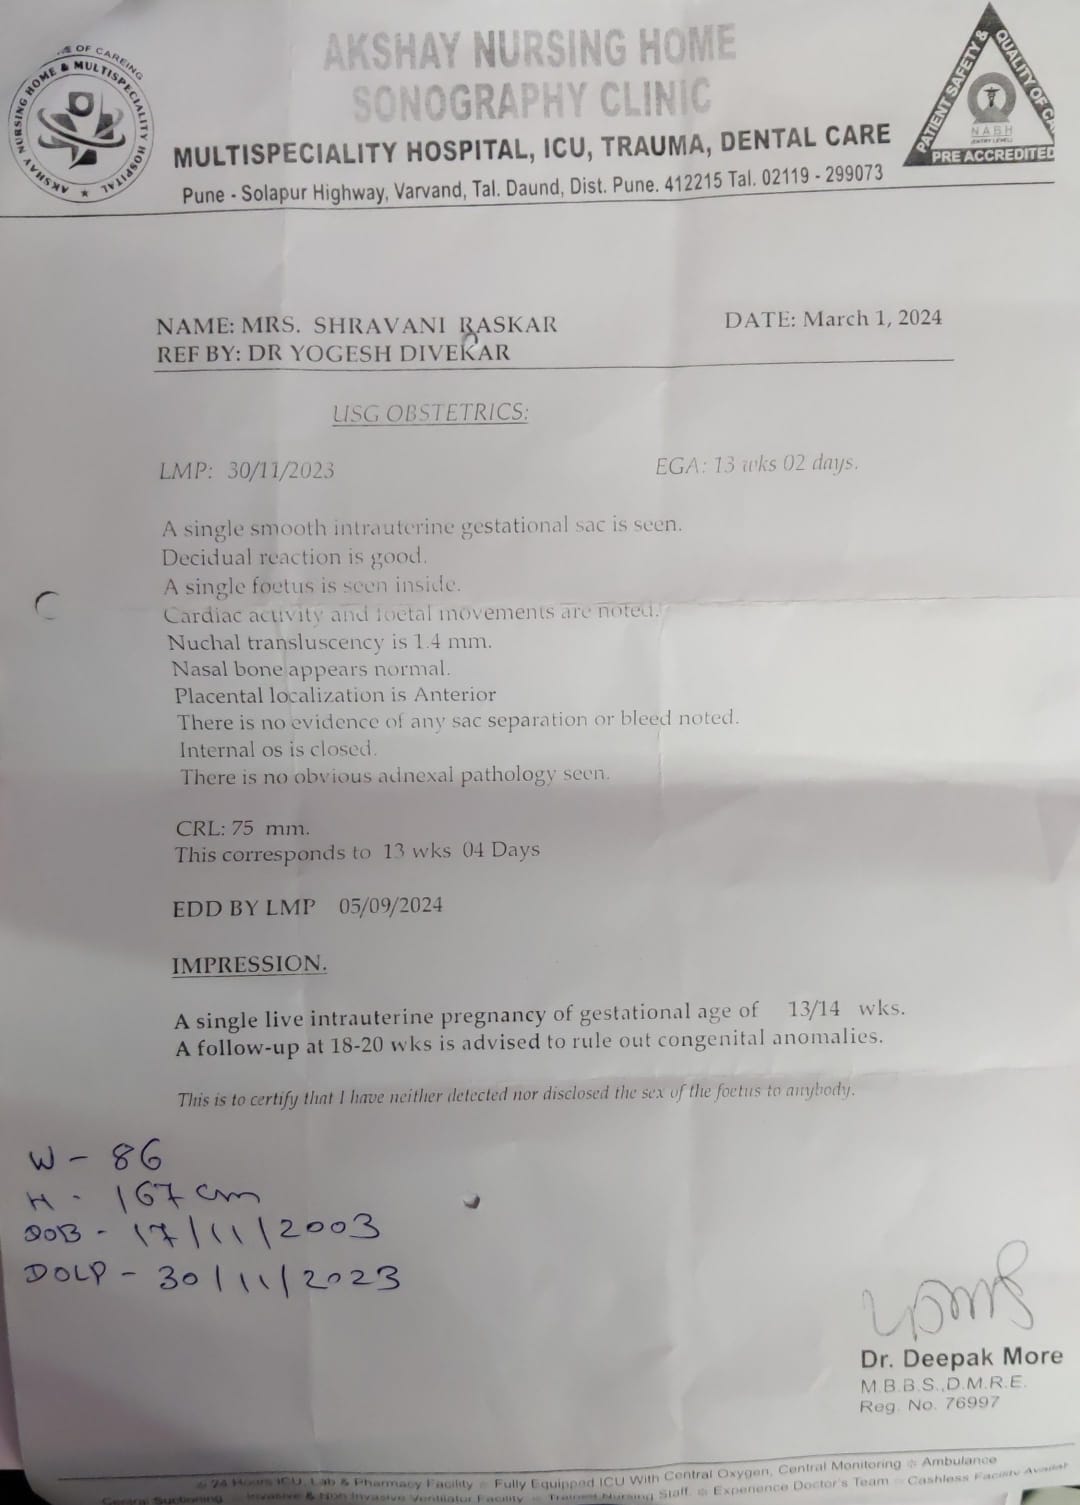 AKSHAY NURSING HOME & MULTISPECIALITY HOSPITAL
OF CAREING
AKSHAY NURSING HOME
SONOGRAPHY CLINIC
MULTISPECIALITY HOSPITAL, ICU, TRAUMA, DENTAL CARE
Pune - Solapur Highway, Varvand, Tal. Daund, Dist. Pune. 412215 Tal. 02119 - 299073
PATIENT SAFETY &
QUALITY OF
NABH
(ENTRY LEVEL)
PRE ACCREDITED
NAME: MRS. SHRAVANI RASKAR DATE: March 1, 2024
REF BY: DR YOGESH DIVEKAR
USG OBSTETRICS:
LMP: 30/11/2023 EGA: 13 wks 02 days.
A single smooth intrauterine gestational sac is seen.
Decidual reaction is good.
A single foetus is seen inside.
Cardiac activity and foetal movements are noted.
Nuchal transluscency is 1.4 mm.
Nasal bone appears normal.
Placental localization is Anterior
There is no evidence of any sac separation or bleed noted.
Internal os is closed.
There is no obvious adnexal pathology seen.
CRL: 75 mm.
This corresponds to 13 wks 04 Days
EDD BY LMP 05/09/2024
IMPRESSION.
A single live intrauterine pregnancy of gestational age of 13/14 wks.
A follow-up at 18-20 wks is advised to rule out congenital anomalies.
This is to certify that I have neither detected nor disclosed the sex of the foetus to anybody.
W - 86
H - 167 cm
DOB - 17/11/2003
DOLP - 30/11/2023
Dr. Deepak More
M.B.B.S.,D.M.R.E.
Reg. No. 76997
24 Hours ICU, Lab & Pharmacy Facility Fully Equipped ICU With Central Oxygen, Central Monitoring Ambulance
Central Suctioning Invasive & Non Invasive Ventilator Facility Trained Nursing Staff. Experience Doctor's Team Cashless Facility